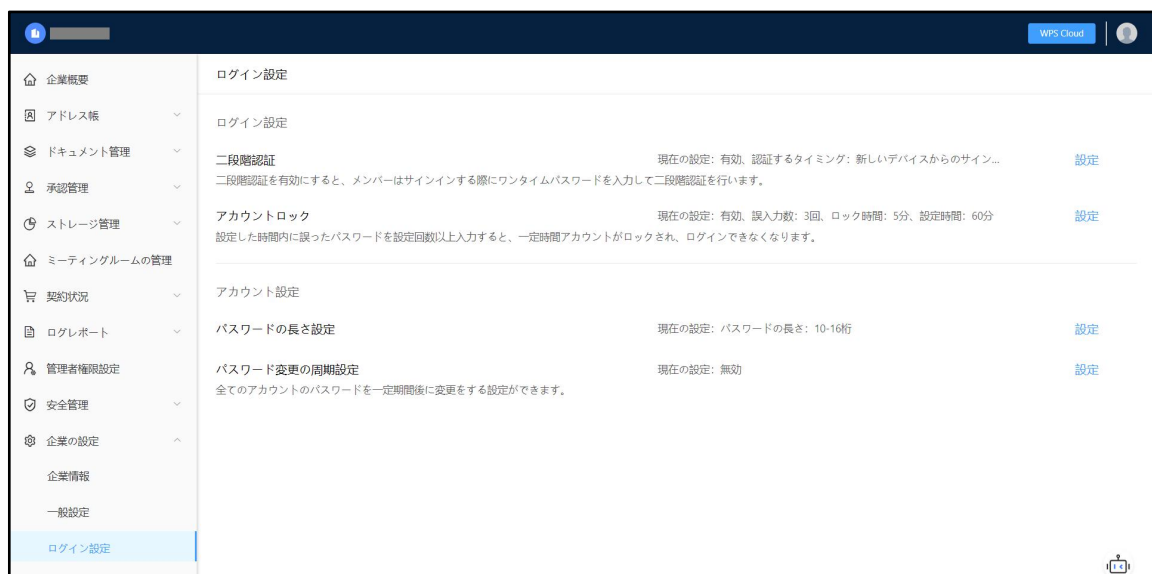 WPS Cloud
企業概要
アドレス帳
ドキュメント管理
承認管理
ストレージ管理
ミーティングルームの管理
契約状況
ログレポート
管理者権限設定
安全管理
企業の設定
企業情報
一般設定
ログイン設定
ログイン設定
ログイン設定
二段階認証 現在の設定: 有効、認証するタイミング: 新しいデバイスからのサイン... 設定
二段階認証を有効にすると、メンバーはサインインする際にワンタイムパスワードを入力して二段階認証を行います。
アカウントロック 現在の設定: 有効、誤入力数: 3回、ロック時間: 5分、設定時間: 60分 設定
設定した時間内に誤ったパスワードを設定回数以上入力すると、一定時間アカウントがロックされ、ログインできなくなります。
アカウント設定
パスワードの長さ設定 現在の設定: パスワードの長さ: 10-16桁 設定
パスワード変更の周期設定 現在の設定: 無効 設定
全てのアカウントのパスワードを一定期間後に変更をする設定ができます。